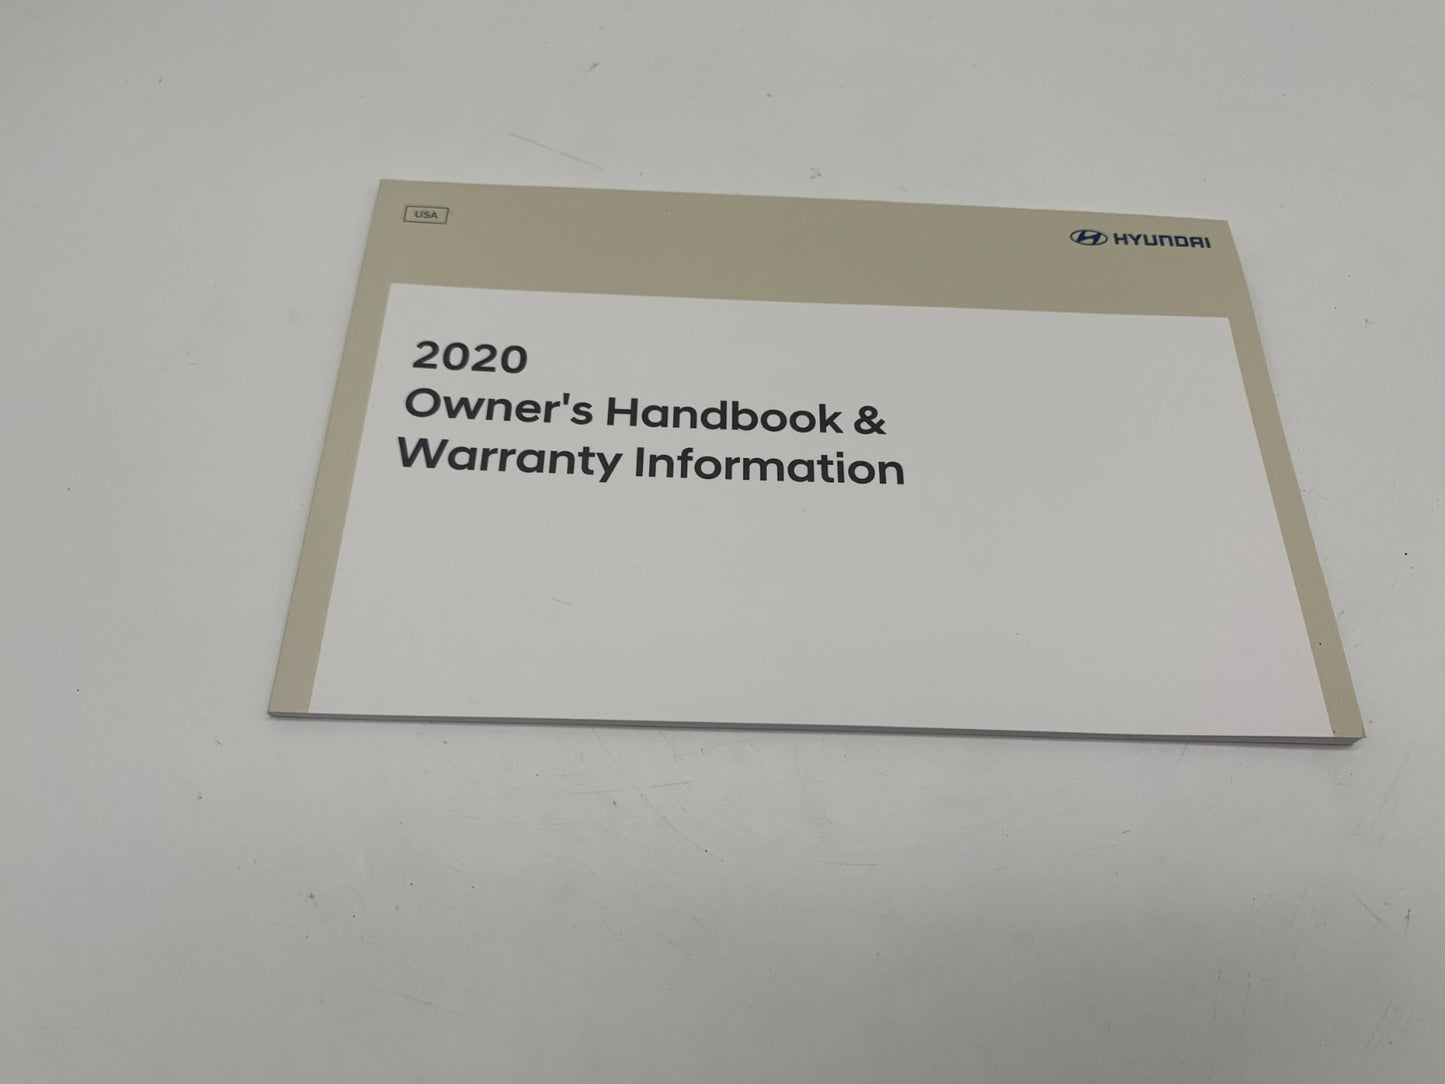 USA
HYUNDAI
2020
Owner's Handbook &
Warranty Information